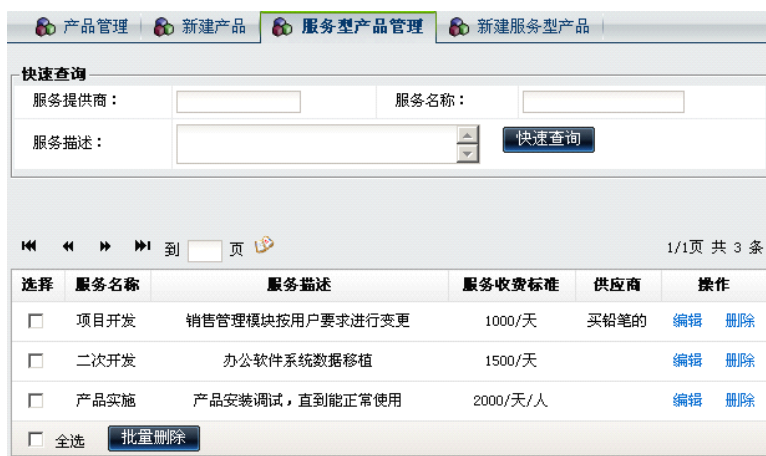 产品管理 新建产品 服务型产品管理 新建服务型产品
快速查询
服务提供商： 服务名称：
服务描述： 快速查询
到 页 1/1页 共 3 条
选择 服务名称 服务描述 服务收费标准 供应商 操作
项目开发 销售管理模块按用户要求进行变更 1000/天 买铅笔的 编辑 删除
二次开发 办公软件系统数据移植 1500/天 编辑 删除
产品实施 产品安装调试，直到能正常使用 2000/天/人 编辑 删除
全选 批量删除